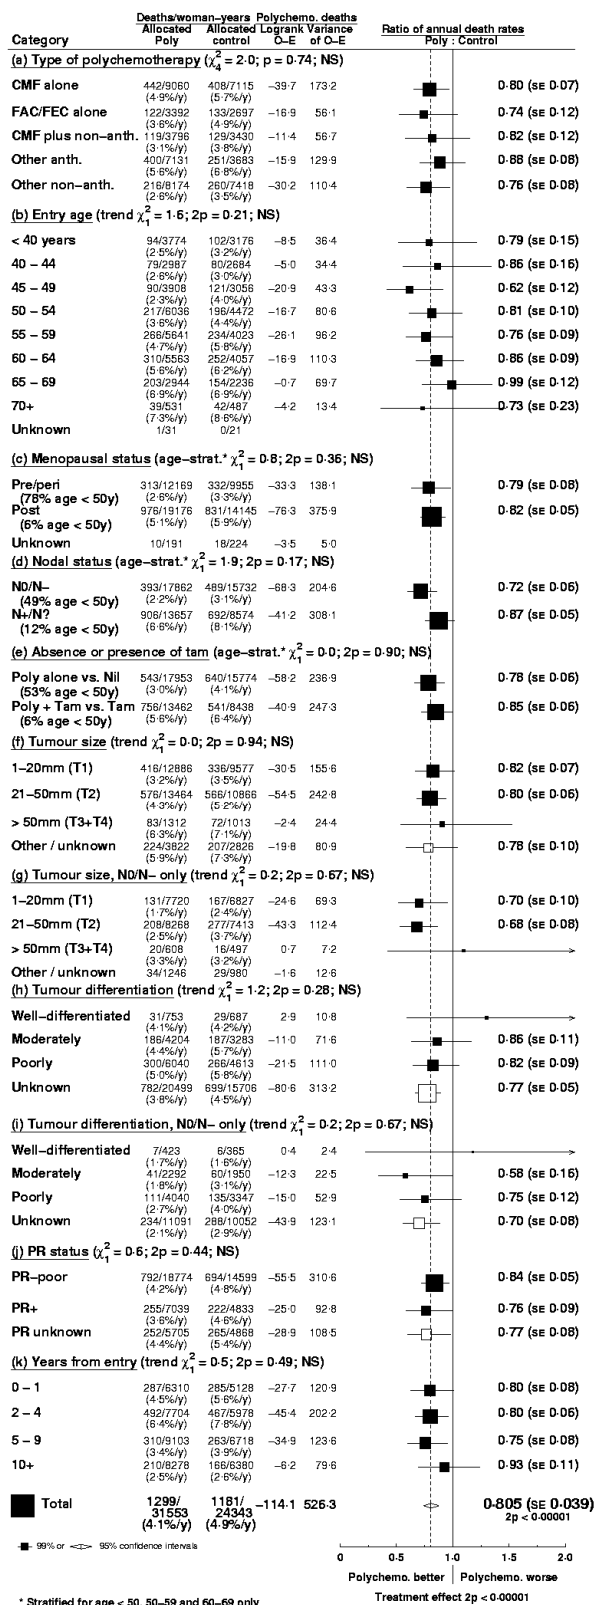 Deaths/woman–years Polychemo. deaths
Allocated Allocated Logrank Variance Ratio of annual death rates
Category Poly control O–E of O–E Poly : Control
(a) Type of polychemotherapy (χ²₄ = 2·0; p = 0·74; NS)
CMF alone 442/9060 408/7115 –39·7 173·2 0·80 (SE 0·07)
(4·9%/y) (5·7%/y)
FAC/FEC alone 122/3392 133/2697 –16·9 56·1 0·74 (SE 0·12)
(3·6%/y) (4·9%/y)
CMF plus non–anth. 119/3796 129/3430 –11·4 56·7 0·82 (SE 0·12)
(3·1%/y) (3·8%/y)
Other anth. 400/7131 251/3683 –15·9 129·9 0·88 (SE 0·08)
(5·6%/y) (6·8%/y)
Other non–anth. 216/8174 260/7418 –30·2 110·4 0·76 (SE 0·08)
(2·6%/y) (3·5%/y)
(b) Entry age (trend χ²₁ = 1·6; 2p = 0·21; NS)
< 40 years 94/3774 102/3176 –8·5 36·4 0·79 (SE 0·15)
(2·5%/y) (3·2%/y)
40 – 44 79/2987 80/2684 –5·0 34·4 0·86 (SE 0·16)
(2·6%/y) (3·0%/y)
45 – 49 90/3908 121/3056 –20·9 43·3 0·62 (SE 0·12)
(2·3%/y) (4·0%/y)
50 – 54 217/6036 196/4472 –16·7 80·6 0·81 (SE 0·10)
(3·6%/y) (4·4%/y)
55 – 59 266/5641 234/4023 –26·1 96·2 0·76 (SE 0·09)
(4·7%/y) (5·8%/y)
60 – 64 310/5563 252/4057 –16·9 110·3 0·86 (SE 0·09)
(5·6%/y) (6·2%/y)
65 – 69 203/2944 154/2236 –0·7 69·7 0·99 (SE 0·12)
(6·9%/y) (6·9%/y)
70+ 39/531 42/487 –4·2 13·4 0·73 (SE 0·23)
(7·3%/y) (8·6%/y)
Unknown 1/31 0/21
(c) Menopausal status (age–strat.* χ²₁ = 0·8; 2p = 0·36; NS)
Pre/peri 313/12169 332/9955 –33·3 138·1 0·79 (SE 0·08)
(78% age < 50y) (2·6%/y) (3·3%/y)
Post 976/19176 831/14145 –76·3 375·9 0·82 (SE 0·05)
(6% age < 50y) (5·1%/y) (5·9%/y)
Unknown 10/191 18/224 –3·5 5·0
(d) Nodal status (age–strat.* χ²₁ = 1·9; 2p = 0·17; NS)
N0/N– 393/17862 489/15732 –68·3 204·6 0·72 (SE 0·06)
(49% age < 50y) (2·2%/y) (3·1%/y)
N+/N? 906/13657 692/8574 –41·2 308·1 0·87 (SE 0·05)
(12% age < 50y) (6·6%/y) (8·1%/y)
(e) Absence or presence of tam (age–strat.* χ²₁ = 0·0; 2p = 0·90; NS)
Poly alone vs. Nil 543/17953 640/15774 –58·2 236·9 0·78 (SE 0·06)
(53% age < 50y) (3·0%/y) (4·1%/y)
Poly + Tam vs. Tam 756/13462 541/8438 –40·9 247·3 0·85 (SE 0·06)
(6% age < 50y) (5·6%/y) (6·4%/y)
(f) Tumour size (trend χ²₁ = 0·0; 2p = 0·94; NS)
1–20mm (T1) 416/12886 336/9577 –30·5 155·6 0·82 (SE 0·07)
(3·2%/y) (3·5%/y)
21–50mm (T2) 576/13464 566/10866 –54·5 242·8 0·80 (SE 0·06)
(4·3%/y) (5·2%/y)
> 50mm (T3+T4) 83/1312 72/1013 –2·4 24·4
(6·3%/y) (7·1%/y)
Other / unknown 224/3822 207/2826 –19·8 80·9 0·78 (SE 0·10)
(5·9%/y) (7·3%/y)
(g) Tumour size, N0/N– only (trend χ²₁ = 0·2; 2p = 0·67; NS)
1–20mm (T1) 131/7720 167/6827 –24·6 69·3 0·70 (SE 0·10)
(1·7%/y) (2·4%/y)
21–50mm (T2) 208/8268 277/7413 –43·3 112·4 0·68 (SE 0·08)
(2·5%/y) (3·7%/y)
> 50mm (T3+T4) 20/608 16/497 0·7 7·2
(3·3%/y) (3·2%/y)
Other / unknown 34/1246 29/980 –1·6 12·6
(h) Tumour differentiation (trend χ²₁ = 1·2; 2p = 0·28; NS)
Well–differentiated 31/753 29/687 2·9 10·8
(4·1%/y) (4·2%/y)
Moderately 186/4204 187/3283 –11·0 71·6 0·86 (SE 0·11)
(4·4%/y) (5·7%/y)
Poorly 300/6040 266/4613 –21·5 111·0 0·82 (SE 0·09)
(5·0%/y) (5·8%/y)
Unknown 782/20499 699/15706 –80·6 313·2 0·77 (SE 0·05)
(3·8%/y) (4·5%/y)
(i) Tumour differentiation, N0/N– only (trend χ²₁ = 0·2; 2p = 0·67; NS)
Well–differentiated 7/423 6/365 0·4 2·4
(1·7%/y) (1·6%/y)
Moderately 41/2292 60/1950 –12·3 22·5 0·58 (SE 0·16)
(1·8%/y) (3·1%/y)
Poorly 111/4040 135/3347 –15·0 52·9 0·75 (SE 0·12)
(2·7%/y) (4·0%/y)
Unknown 234/11091 288/10052 –43·9 123·1 0·70 (SE 0·08)
(2·1%/y) (2·9%/y)
(j) PR status (χ²₁ = 0·6; 2p = 0·44; NS)
PR–poor 792/18774 694/14599 –55·5 310·6 0·84 (SE 0·05)
(4·2%/y) (4·8%/y)
PR+ 255/7039 222/4833 –25·0 92·8 0·76 (SE 0·09)
(3·6%/y) (4·6%/y)
PR unknown 252/5705 265/4868 –28·9 108·5 0·77 (SE 0·08)
(4·4%/y) (5·4%/y)
(k) Years from entry (trend χ²₁ = 0·5; 2p = 0·49; NS)
0 – 1 287/6310 285/5128 –27·7 120·9 0·80 (SE 0·08)
(4·5%/y) (5·6%/y)
2 – 4 492/7704 467/5978 –45·4 202·2 0·80 (SE 0·06)
(6·4%/y) (7·8%/y)
5 – 9 310/9103 263/6718 –34·9 123·6 0·75 (SE 0·08)
(3·4%/y) (3·9%/y)
10+ 210/8278 166/6380 –6·2 79·6 0·93 (SE 0·11)
(2·5%/y) (2·6%/y)
Total 1299/ 1181/ –114·1 526·3 0·805 (SE 0·039)
31553 24343 2p < 0·00001
(4·1%/y) (4·9%/y)
99% or 95% confidence intervals
0 0·5 1·0 1·5 2·0
Polychemo. better Polychemo. worse
Treatment effect 2p < 0·00001
* Stratified for age < 50, 50–59 and 60–69 only